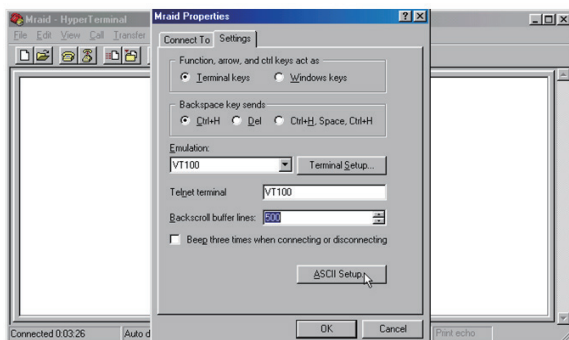 Mraid - HyperTerminal
File Edit View Call Transfer
Mraid Properties
Connect To Settings
Function, arrow, and ctrl keys act as
Terminal keys Windows keys
Backspace key sends
Ctrl+H Del Ctrl+H, Space, Ctrl+H
Emulation:
VT100 Terminal Setup...
Telnet terminal VT100
Backscroll buffer lines: 500
Beep three times when connecting or disconnecting
ASCII Setup...
OK Cancel
Connected 0:03:26 Auto d Print echo